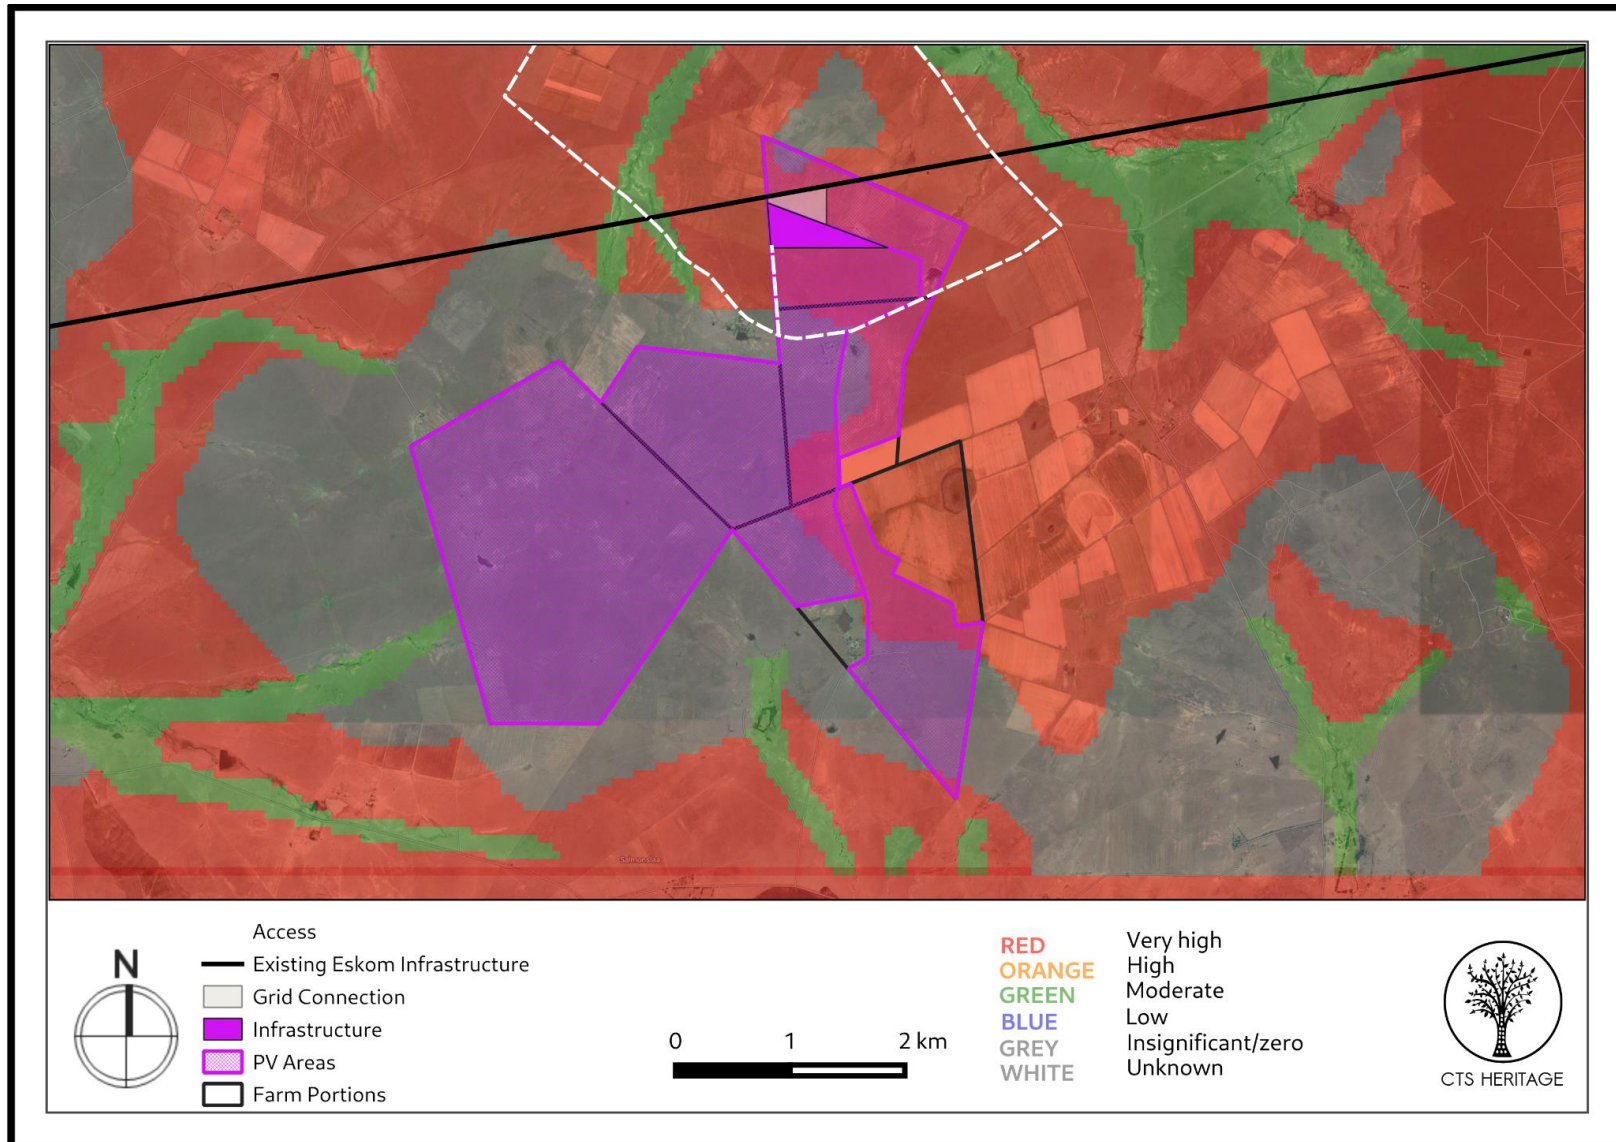 Salmonsvlei
N
Access
Existing Eskom Infrastructure
Grid Connection
Infrastructure
PV Areas
Farm Portions
0 1 2 km
RED Very high
ORANGE High
GREEN Moderate
BLUE Low
GREY Insignificant/zero
WHITE Unknown
CTS HERITAGE